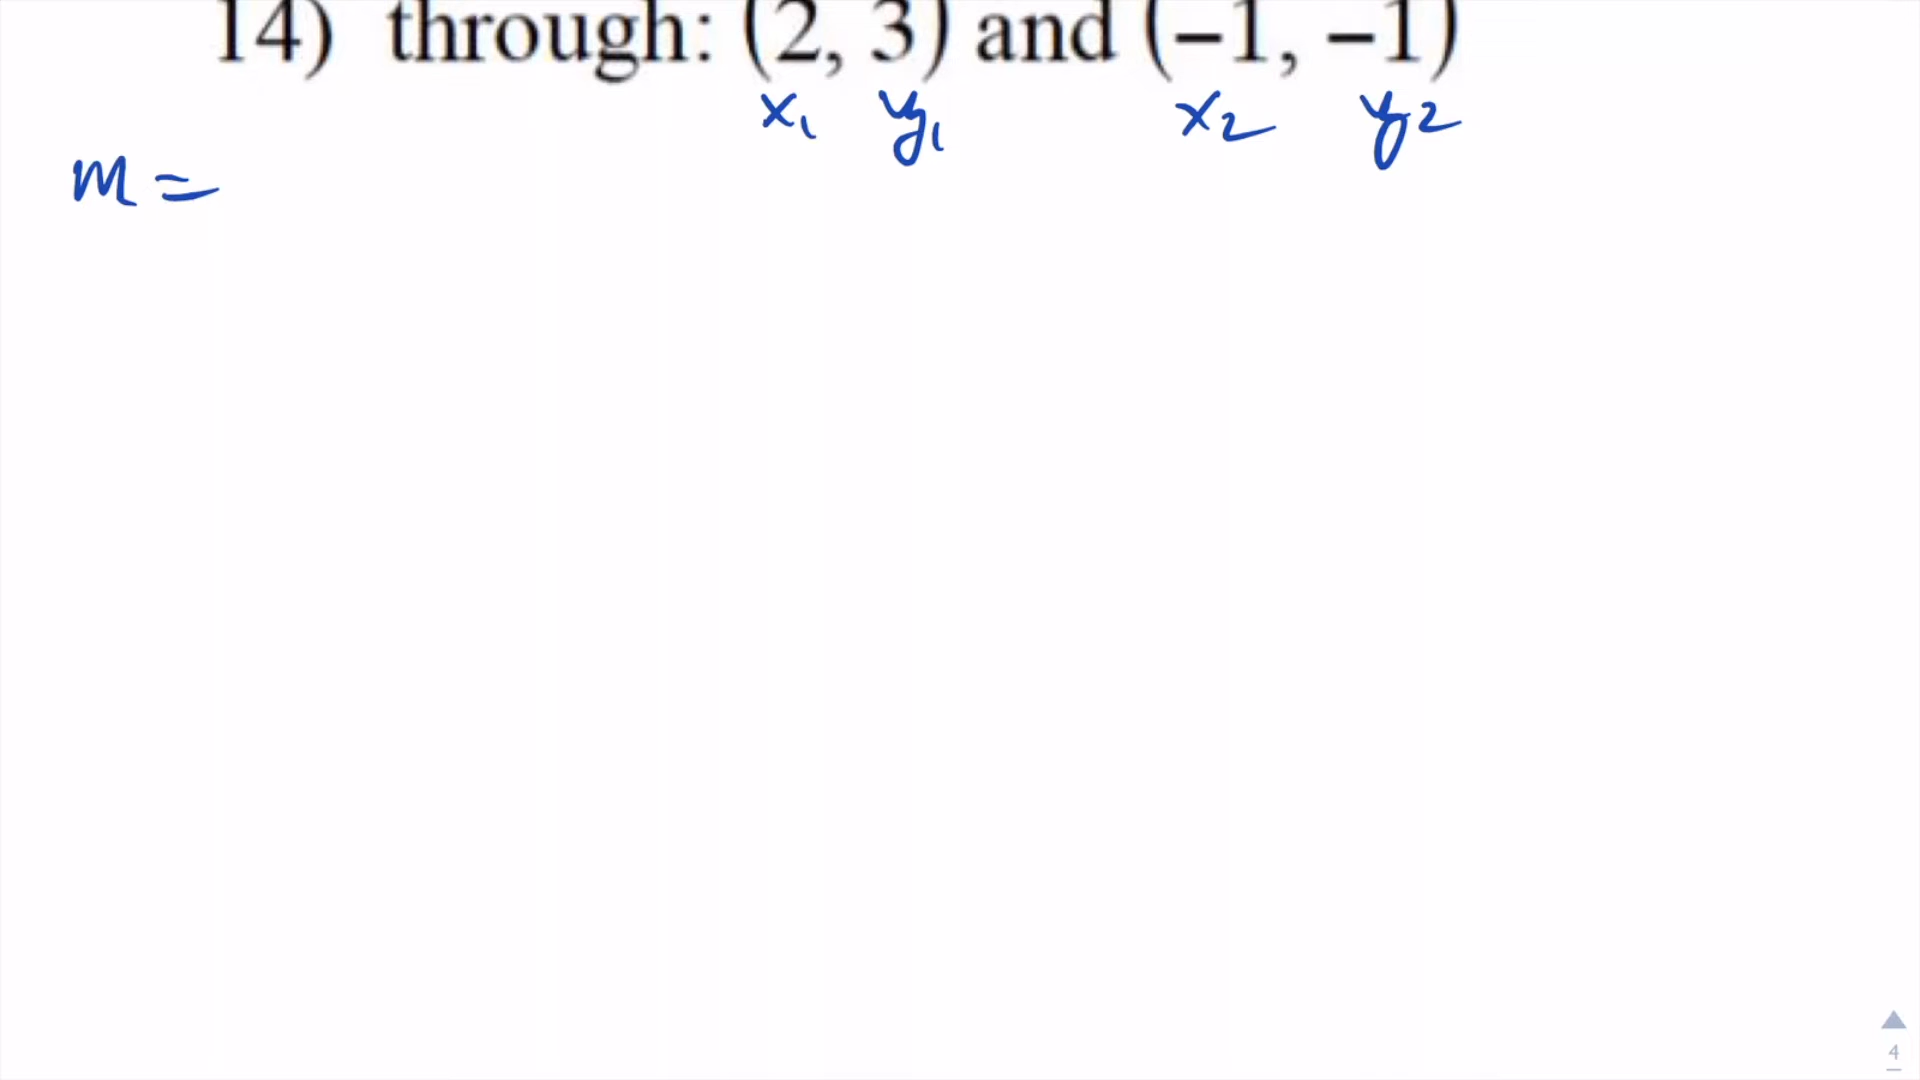 14) through: (2, 3) and (−1, −1)
x₁ y₁ x₂ y₂
m =
4